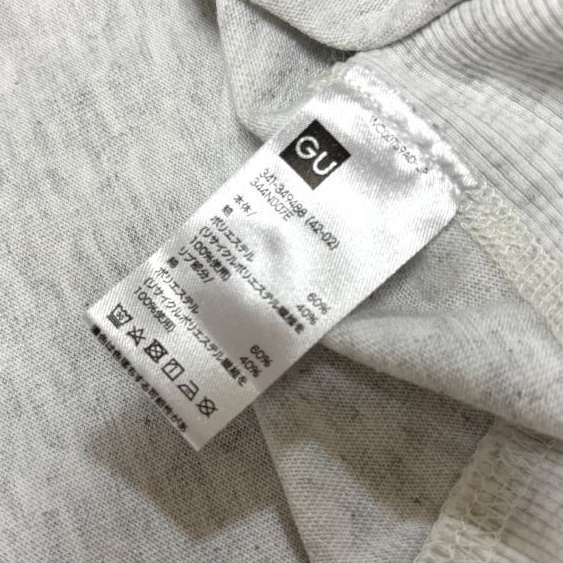 GU
341-349488 (42-02)
344N007E
本体/
綿 60%
ポリエステル 40%
(リサイクルポリエステル繊維を
100%使用)
リブ部分/
綿 60%
ポリエステル 40%
(リサイクルポリエステル繊維を
100%使用)